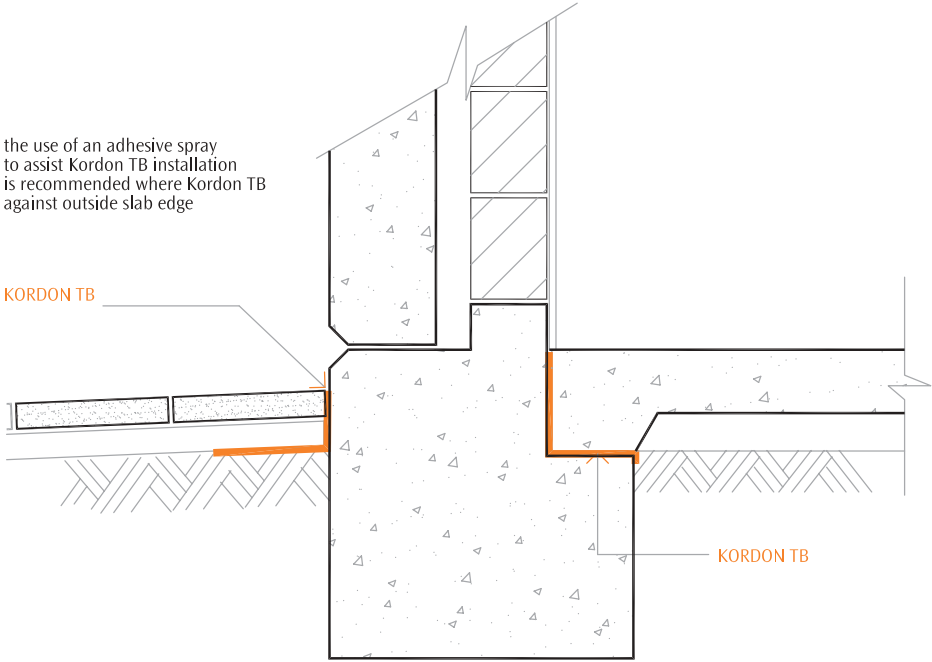 the use of an adhesive spray
to assist Kordon TB installation
is recommended where Kordon TB
against outside slab edge
KORDON TB
KORDON TB